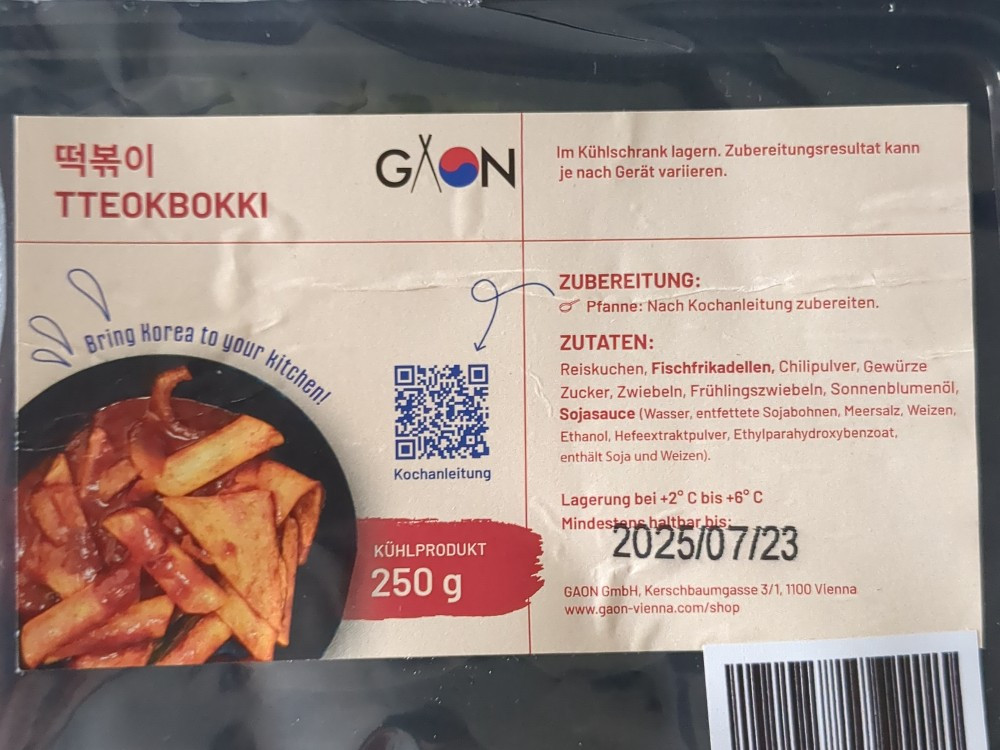 떡볶이
TTEOKBOKKI
GAON
Im Kühlschrank lagern. Zubereitungsresultat kann
je nach Gerät variieren.
Bring Korea to your kitchen!
Kochanleitung
KÜHLPRODUKT
250 g
ZUBEREITUNG:
Pfanne: Nach Kochanleitung zubereiten.
ZUTATEN:
Reiskuchen, Fischfrikadellen, Chilipulver, Gewürze
Zucker, Zwiebeln, Frühlingszwiebeln, Sonnenblumenöl,
Sojasauce (Wasser, entfettete Sojabohnen, Meersalz, Weizen,
Ethanol, Hefeextraktpulver, Ethylparahydroxybenzoat,
enthält Soja und Weizen).
Lagerung bei +2° C bis +6° C
Mindestens haltbar bis:
2025/07/23
GAON GmbH, Kerschbaumgasse 3/1, 1100 Vienna
www.gaon-vienna.com/shop